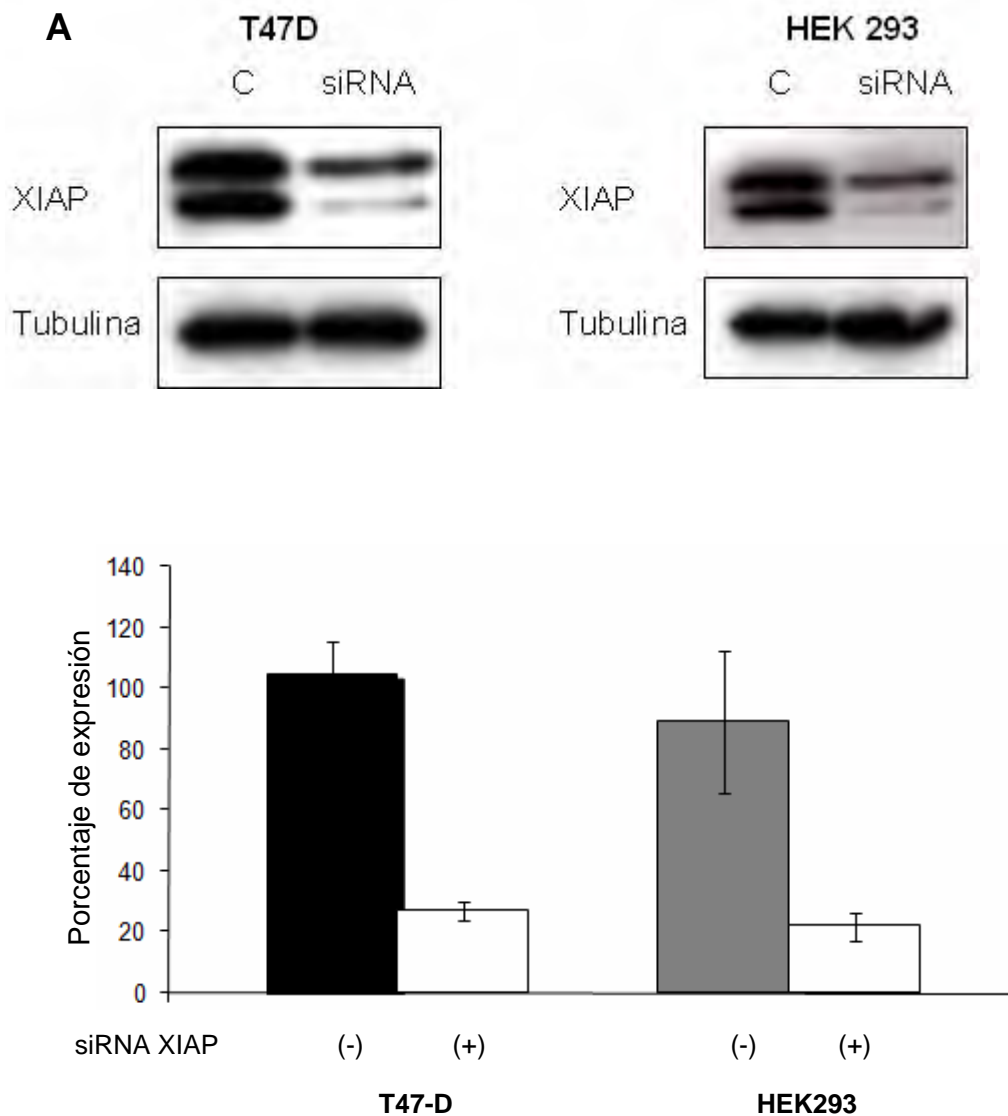 A
T47D
HEK 293
C siRNA
C siRNA
XIAP
XIAP
Tubulina
Tubulina
Porcentaje de expresión
140
120
100
80
60
40
20
0
siRNA XIAP (-) (+) (-) (+)
T47-D HEK293